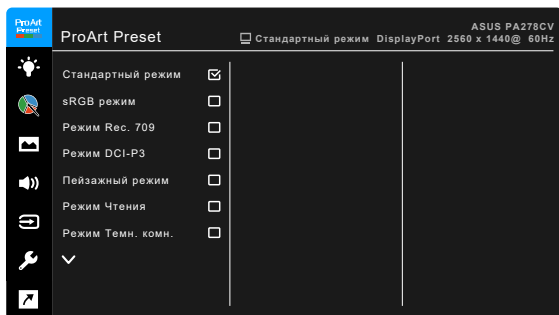 ProArt
Preset
ProArt Preset
ASUS PA278CV
Стандартный режим DisplayPort 2560 x 1440@ 60Hz
Стандартный режим
sRGB режим
Режим Rec. 709
Режим DCI-P3
Пейзажный режим
Режим Чтения
Режим Темн. комн.